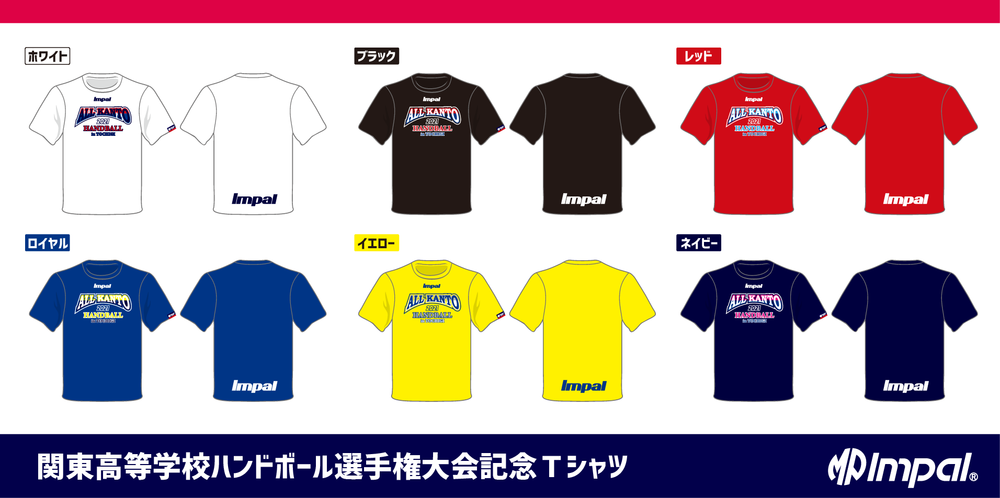 ホワイト
Impal
ALL KANTO
2021
HANDBALL
in TOCHIGI
Impal
ブラック
Impal
ALL KANTO
2021
HANDBALL
in TOCHIGI
Impal
レッド
Impal
ALL KANTO
2021
HANDBALL
in TOCHIGI
Impal
ロイヤル
Impal
ALL KANTO
2021
HANDBALL
in TOCHIGI
Impal
イエロー
Impal
ALL KANTO
2021
HANDBALL
in TOCHIGI
Impal
ネイビー
Impal
ALL KANTO
2021
HANDBALL
in TOCHIGI
Impal
関東高等学校ハンドボール選手権大会記念Tシャツ
Impal®